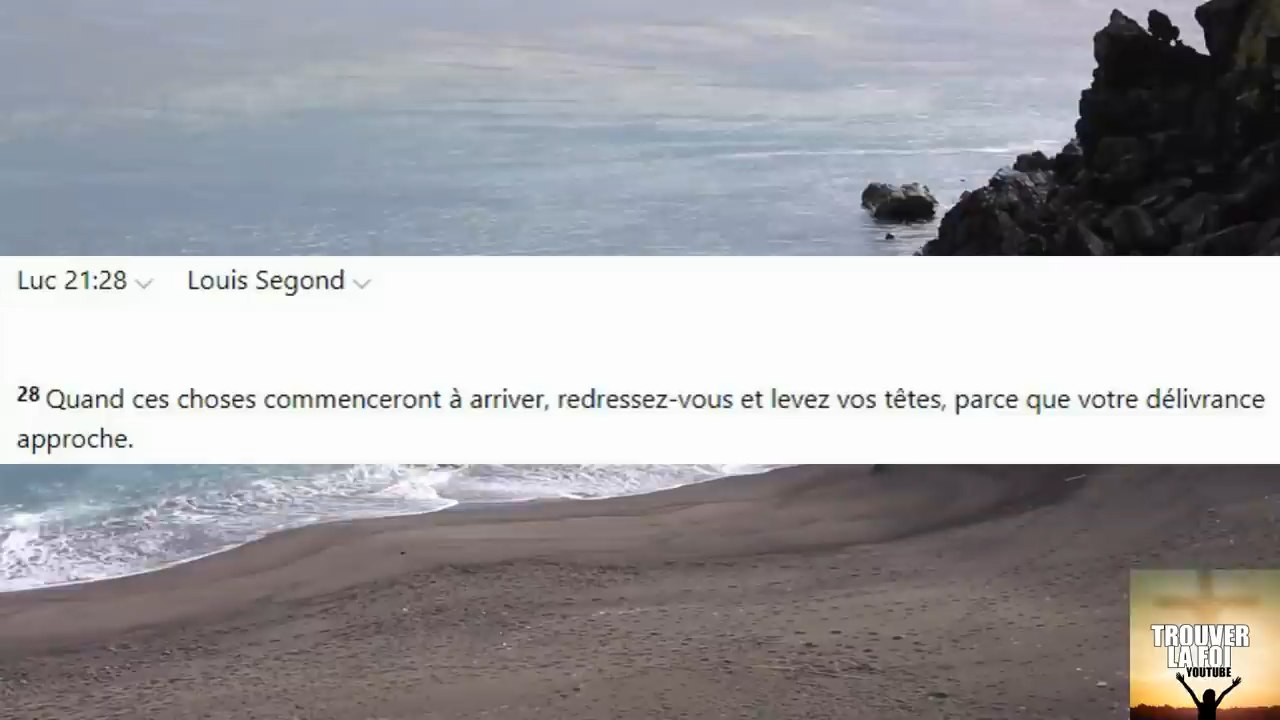 Luc 21:28 Louis Segond
28 Quand ces choses commenceront à arriver, redressez-vous et levez vos têtes, parce que votre délivrance
approche.
TROUVER
LA FOI
YOUTUBE